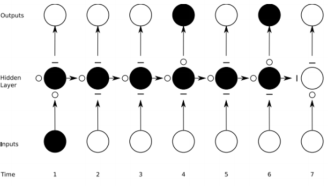 Outputs
Hidden
Layer
Inputs
Time 1 2 3 4 5 6 7